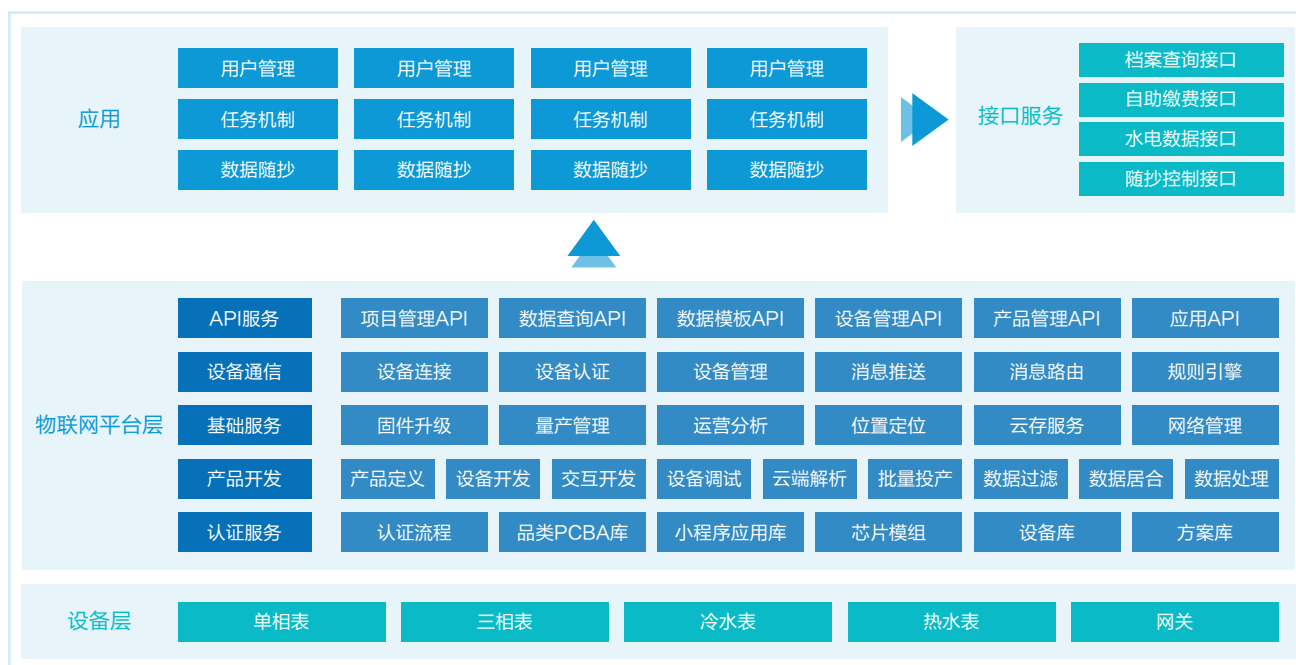 应用
用户管理 用户管理 用户管理 用户管理
任务机制 任务机制 任务机制 任务机制
数据随抄 数据随抄 数据随抄 数据随抄
接口服务
档案查询接口
自助缴费接口
水电数据接口
随抄控制接口
物联网平台层
API服务 项目管理API 数据查询API 数据模板API 设备管理API 产品管理API 应用API
设备通信 设备连接 设备认证 设备管理 消息推送 消息路由 规则引擎
基础服务 固件升级 量产管理 运营分析 位置定位 云存服务 网络管理
产品开发 产品定义 设备开发 交互开发 设备调试 云端解析 批量投产 数据过滤 数据居合 数据处理
认证服务 认证流程 品类PCBA库 小程序应用库 芯片模组 设备库 方案库
设备层 单相表 三相表 冷水表 热水表 网关